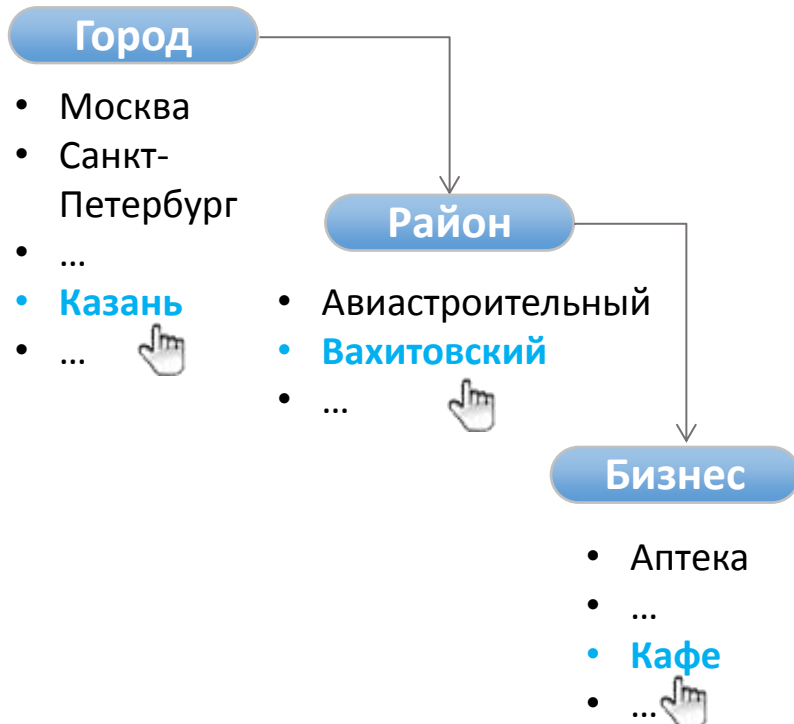 Город
• Москва
• Санкт-
Петербург
• ...
• Казань
• ...
Район
• Авиастроительный
• Вахитовский
• ...
Бизнес
• Аптека
• ...
• Кафе
• ...